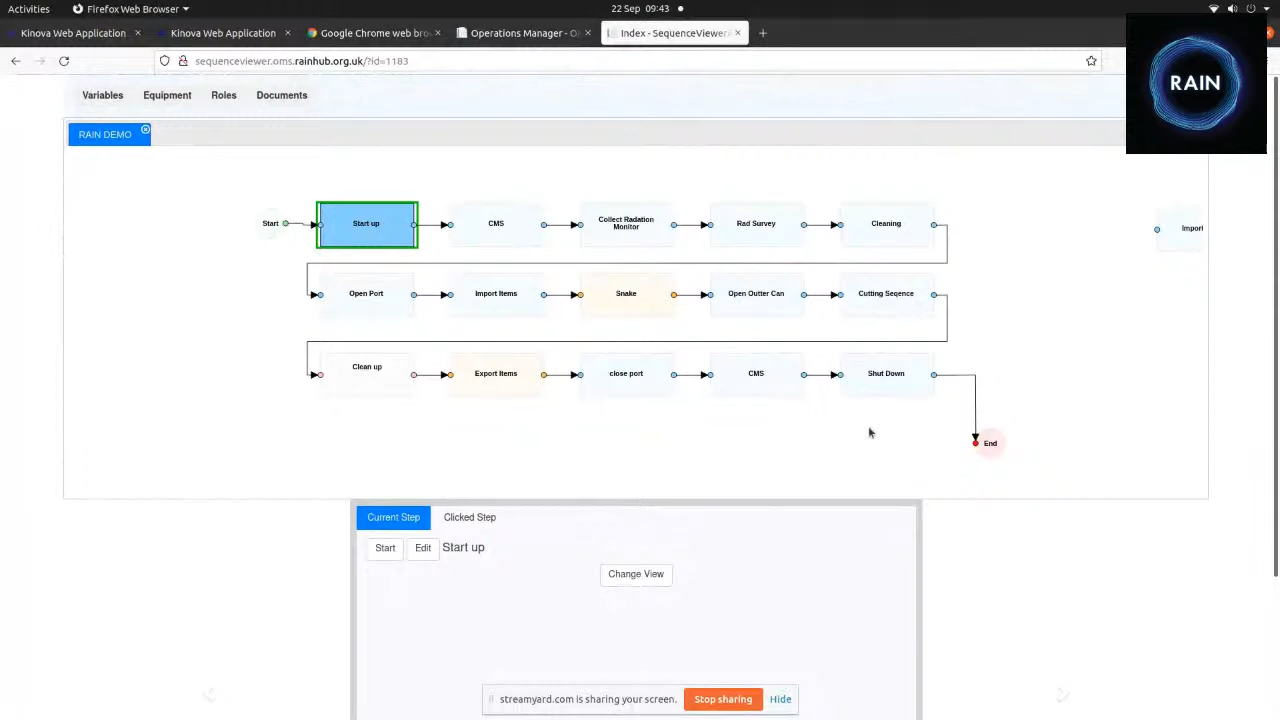 Activities
Firefox Web Browser
22 Sep 09:43
Kinova Web Application
Kinova Web Application
Google Chrome web bro
Operations Manager - O
Index - SequenceViewer
sequenceviewer.oms.rainhub.org.uk/?id=1183
RAIN
Variables
Equipment
Roles
Documents
RAIN DEMO
Start
Start up
CMS
Collect Radation
Monitor
Rad Survey
Cleaning
Import
Open Port
Import Items
Snake
Open Outter Can
Cutting Seqence
Clean up
Export Items
close port
CMS
Shut Down
End
Current Step
Clicked Step
Start
Edit
Start up
Change View
streamyard.com is sharing your screen.
Stop sharing
Hide